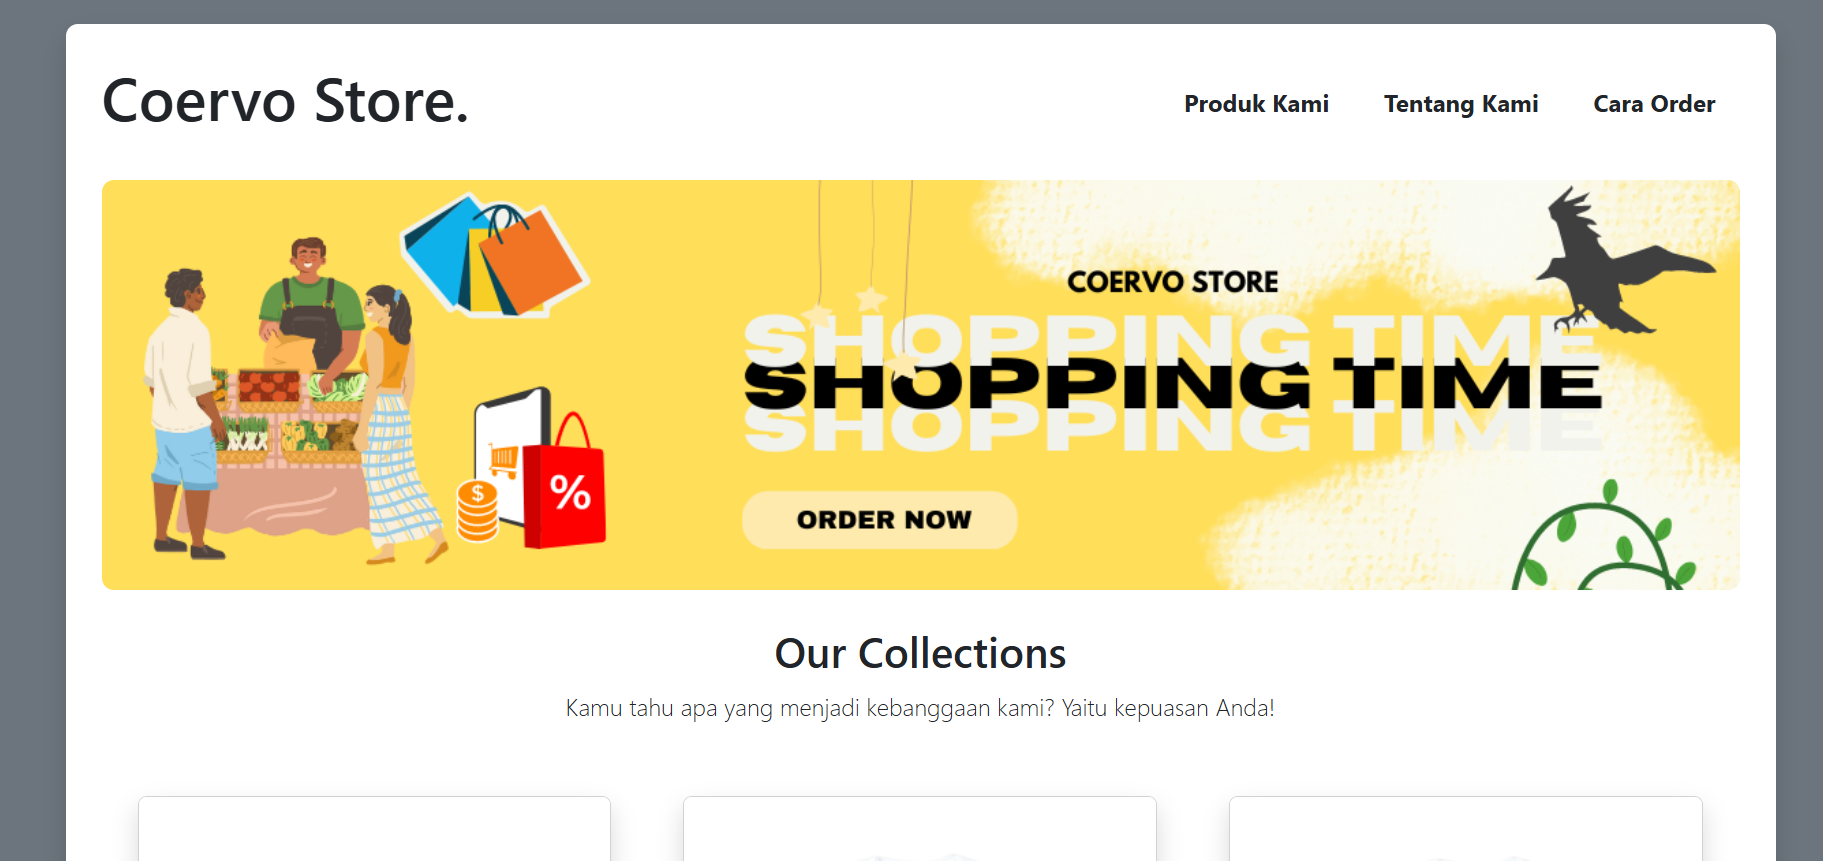 Coervo Store.
Produk Kami
Tentang Kami
Cara Order
COERVO STORE
SHOPPING TIME
SHOPPING TIME
SHOPPING TIME
%
$
ORDER NOW
Our Collections
Kamu tahu apa yang menjadi kebanggaan kami? Yaitu kepuasan Anda!